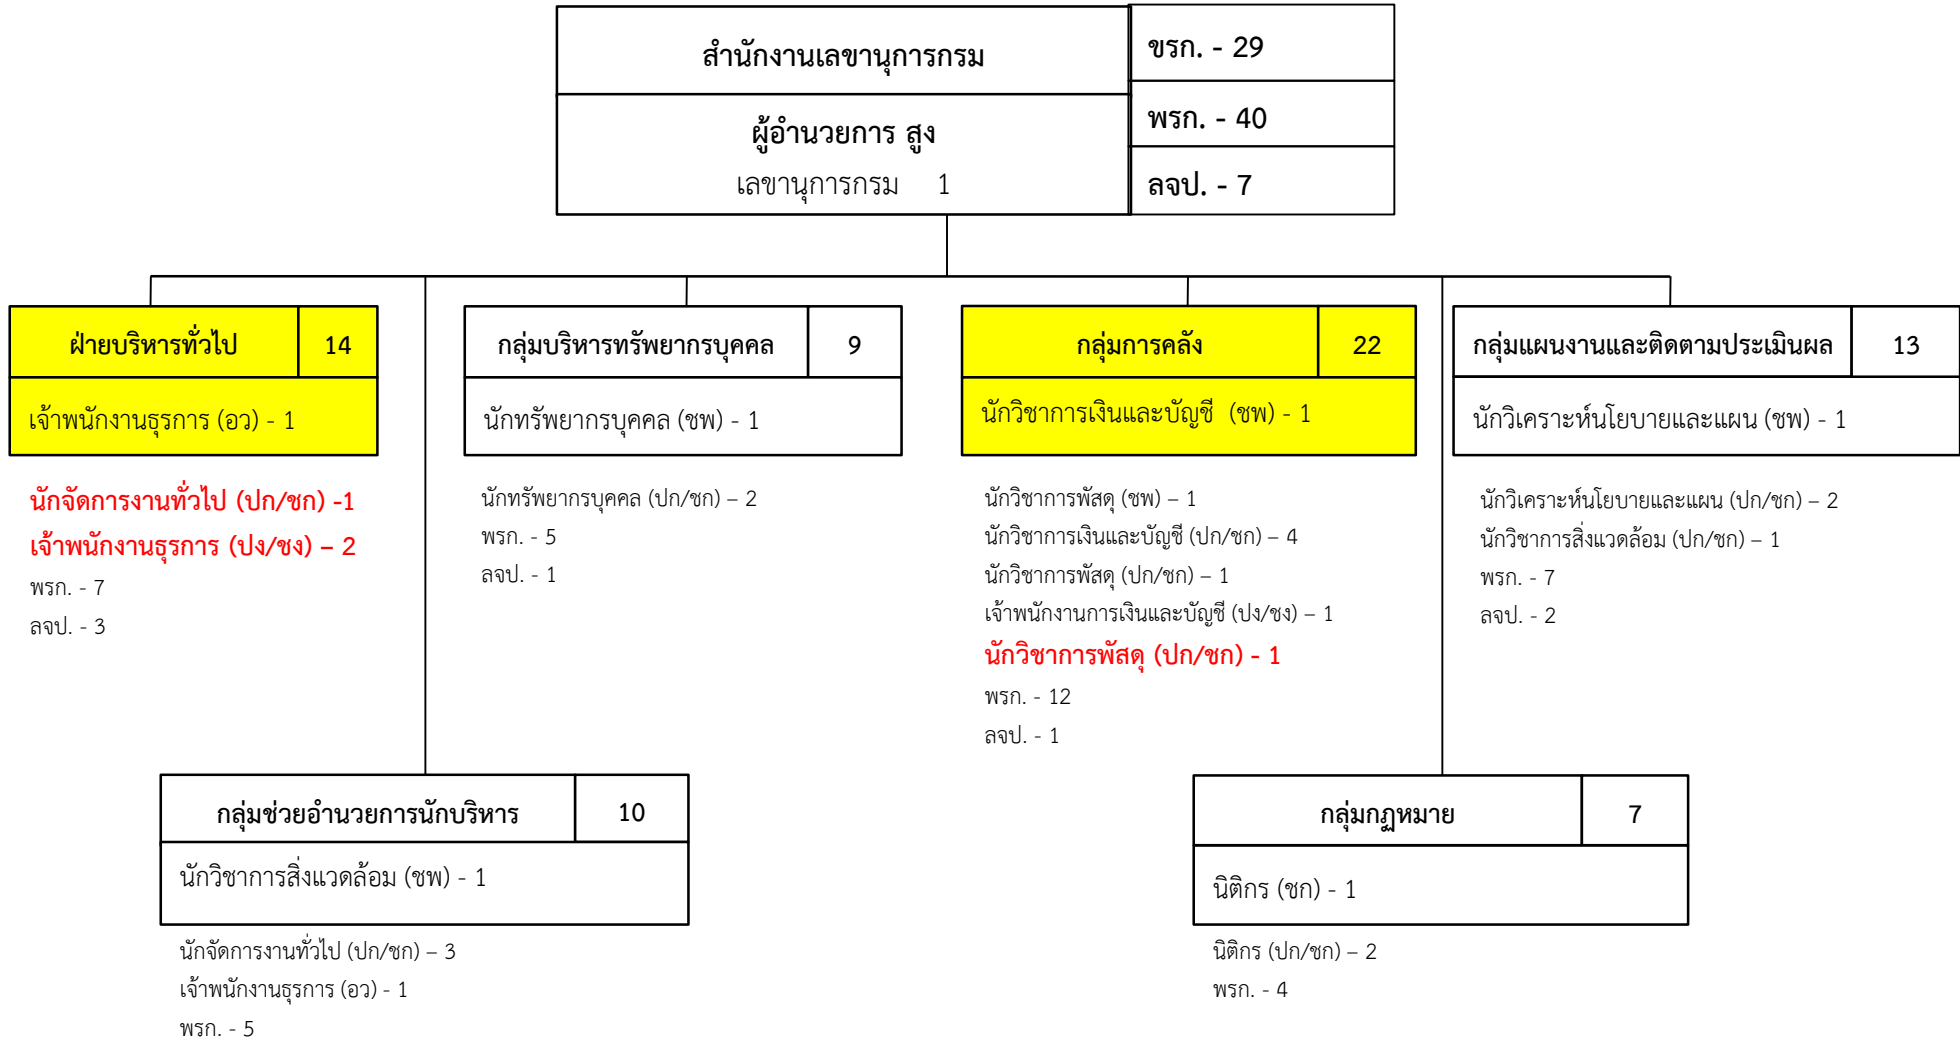 สำนักงานเลขานุการกรม
ผู้อำนวยการ สูง
เลขานุการกรม 1
ขรก. - 29
พรก. - 40
ลจป. - 7
ฝ่ายบริหารทั่วไป 14
เจ้าพนักงานธุรการ (อว) - 1
นักจัดการงานทั่วไป (ปก/ชก) -1
เจ้าพนักงานธุรการ (ปง/ชง) – 2
พรก. - 7
ลจป. - 3
กลุ่มบริหารทรัพยากรบุคคล 9
นักทรัพยากรบุคคล (ชพ) - 1
นักทรัพยากรบุคคล (ปก/ชก) – 2
พรก. - 5
ลจป. - 1
กลุ่มการคลัง 22
นักวิชาการเงินและบัญชี (ชพ) - 1
นักวิชาการพัสดุ (ชพ) – 1
นักวิชาการเงินและบัญชี (ปก/ชก) – 4
นักวิชาการพัสดุ (ปก/ชก) – 1
เจ้าพนักงานการเงินและบัญชี (ปง/ชง) – 1
นักวิชาการพัสดุ (ปก/ชก) - 1
พรก. - 12
ลจป. - 1
กลุ่มแผนงานและติดตามประเมินผล 13
นักวิเคราะห์นโยบายและแผน (ชพ) - 1
นักวิเคราะห์นโยบายและแผน (ปก/ชก) – 2
นักวิชาการสิ่งแวดล้อม (ปก/ชก) – 1
พรก. - 7
ลจป. - 2
กลุ่มช่วยอำนวยการนักบริหาร 10
นักวิชาการสิ่งแวดล้อม (ชพ) - 1
นักจัดการงานทั่วไป (ปก/ชก) – 3
เจ้าพนักงานธุรการ (อว) - 1
พรก. - 5
กลุ่มกฎหมาย 7
นิติกร (ชก) - 1
นิติกร (ปก/ชก) – 2
พรก. - 4